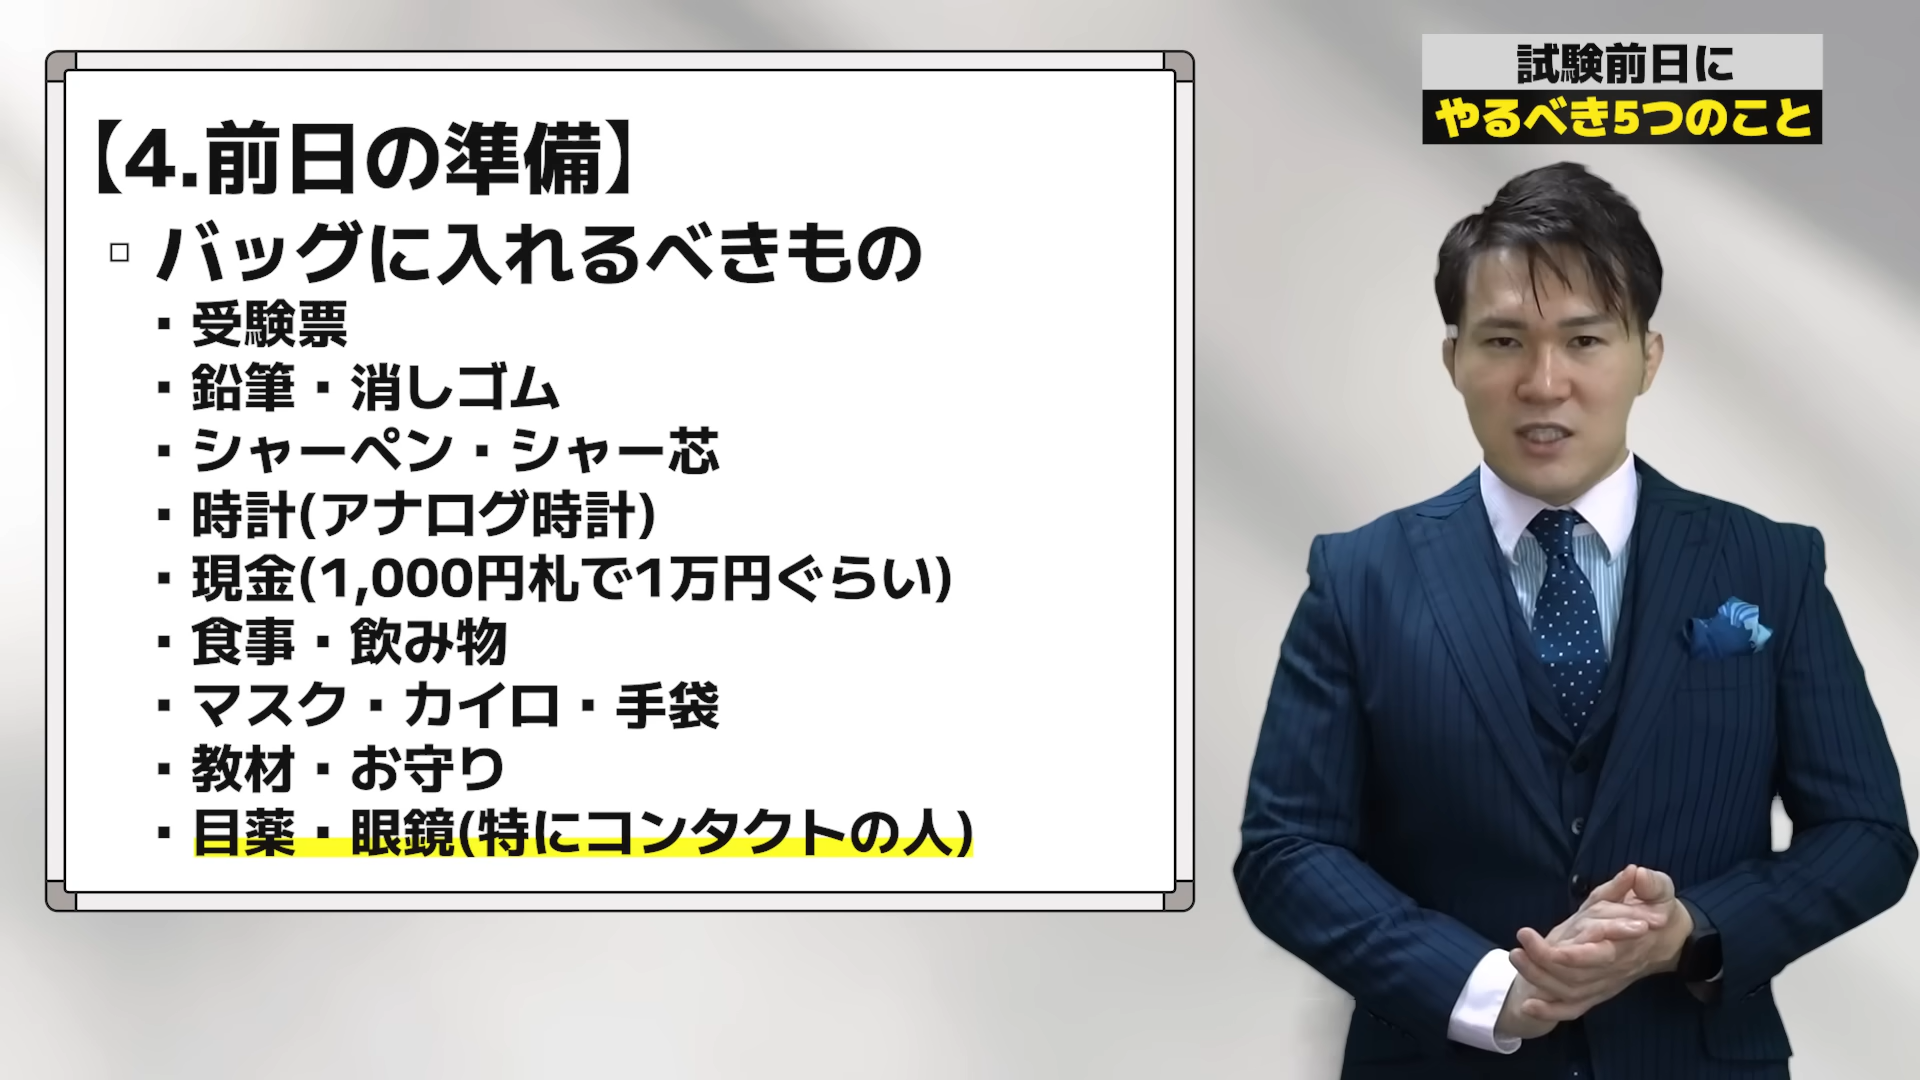 【4.前日の準備】
▫ バッグに入れるべきもの
・受験票
・鉛筆・消しゴム
・シャーペン・シャー芯
・時計(アナログ時計)
・現金(1,000円札で1万円ぐらい)
・食事・飲み物
・マスク・カイロ・手袋
・教材・お守り
・目薬・眼鏡(特にコンタクトの人)
試験前日に
やるべき5つのこと